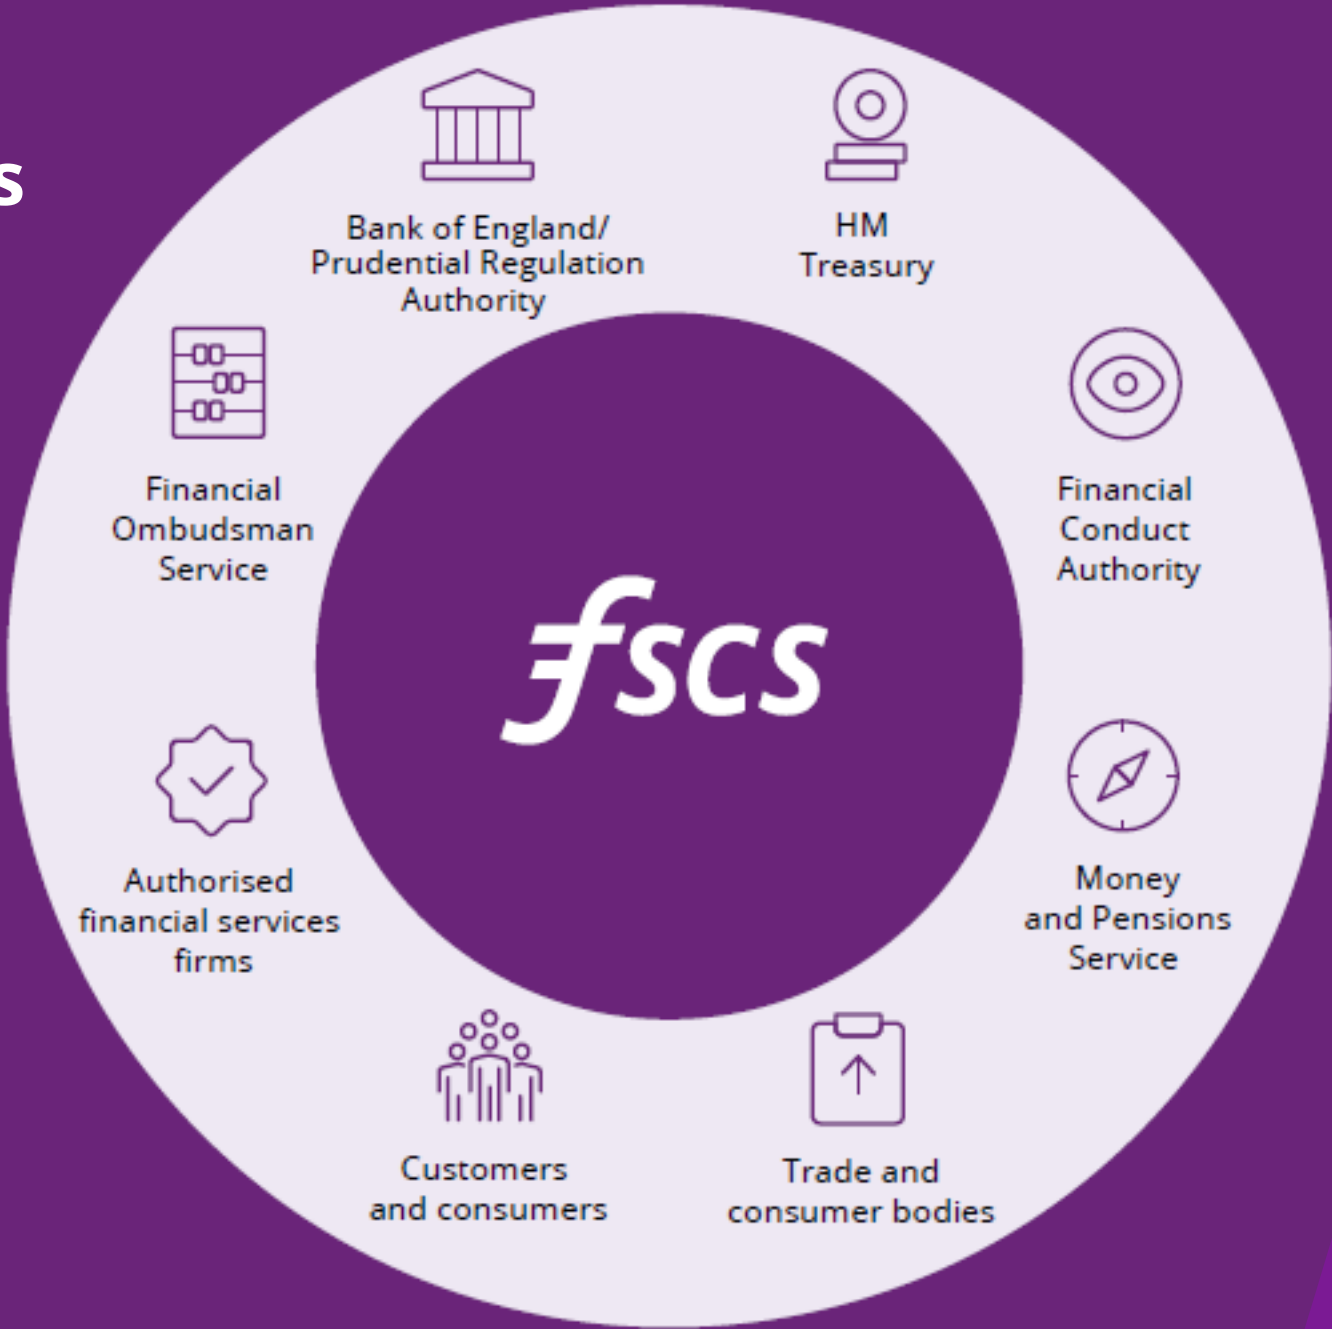 s
Bank of England/
Prudential Regulation
Authority
HM
Treasury
Financial
Ombudsman
Service
Financial
Conduct
Authority
fscs
Authorised
financial services
firms
Money
and Pensions
Service
Customers
and consumers
Trade and
consumer bodies